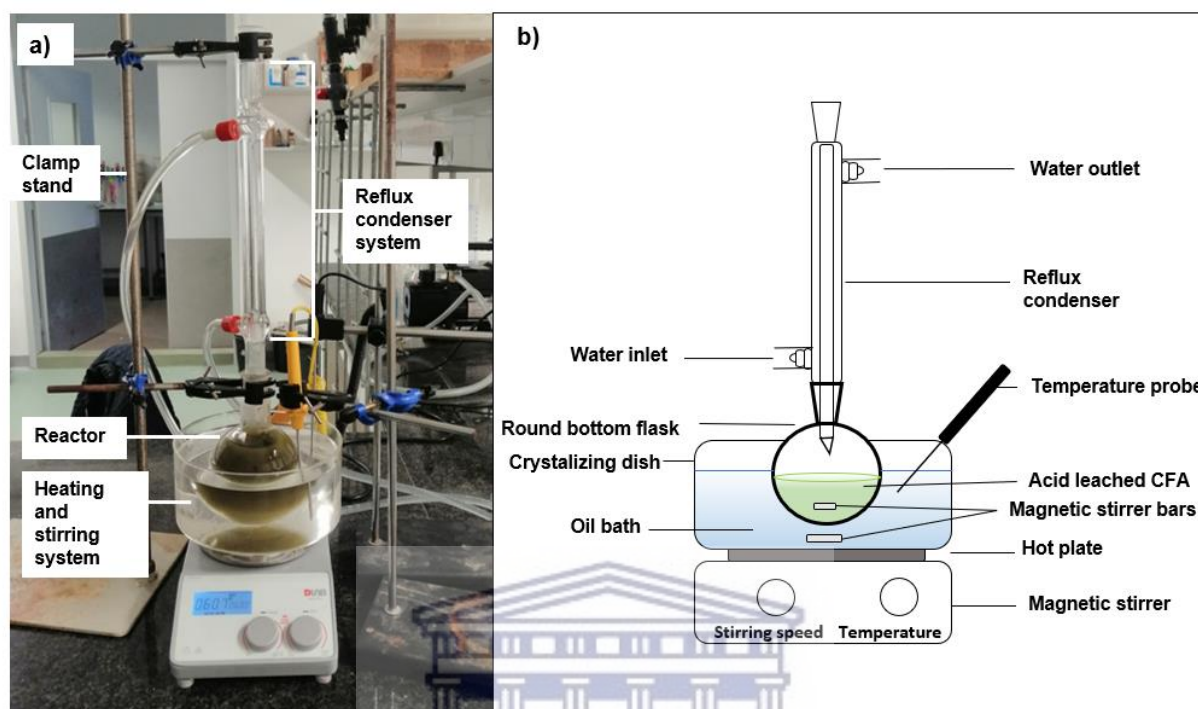 a)
Clamp
stand
Reflux
condenser
system
Reactor
Heating
and
stirring
system
b)
Water outlet
Reflux
condenser
Water inlet
Temperature probe
Round bottom flask
Crystalizing dish
Acid leached CFA
Magnetic stirrer bars
Oil bath
Hot plate
Magnetic stirrer
Stirring speed
Temperature